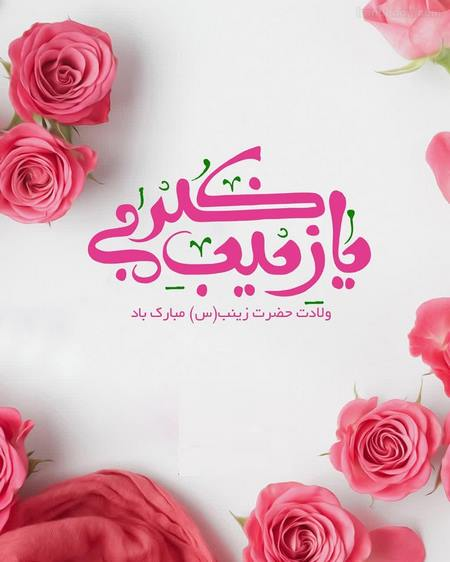 یا زینب کبری
ولادت حضرت زینب(س) مبارک باد